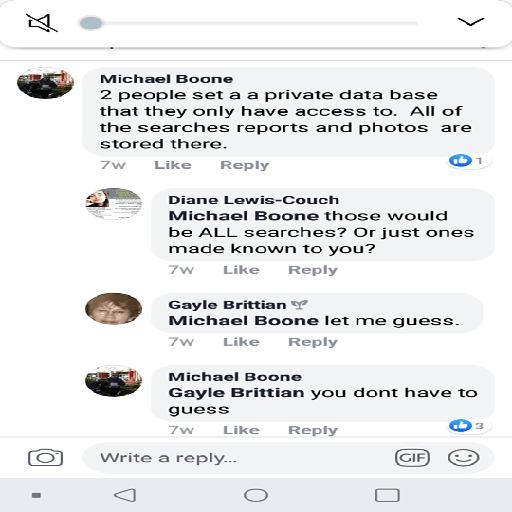 Michael Boone
2 people set a a private data base
that they only have access to. All of
the searches reports and photos are
stored there.
7w Like Reply 1
Diane Lewis-Couch
Michael Boone those would
be ALL searches? Or just ones
made known to you?
7w Like Reply
Gayle Brittian
Michael Boone let me guess.
7w Like Reply
Michael Boone
Gayle Brittian you dont have to
guess
7w Like Reply 3
Write a reply...
GIF